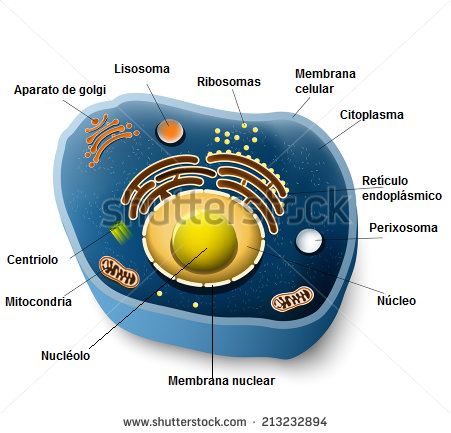 Lisosoma
Ribosomas
Membrana
celular
Aparato de golgi
Citoplasma
Retículo
endoplásmico
Perixosoma
Centriolo
Mitocondria
Núcleo
Nucléolo
Membrana nuclear
shutterstock
www.shutterstock.com · 213232894